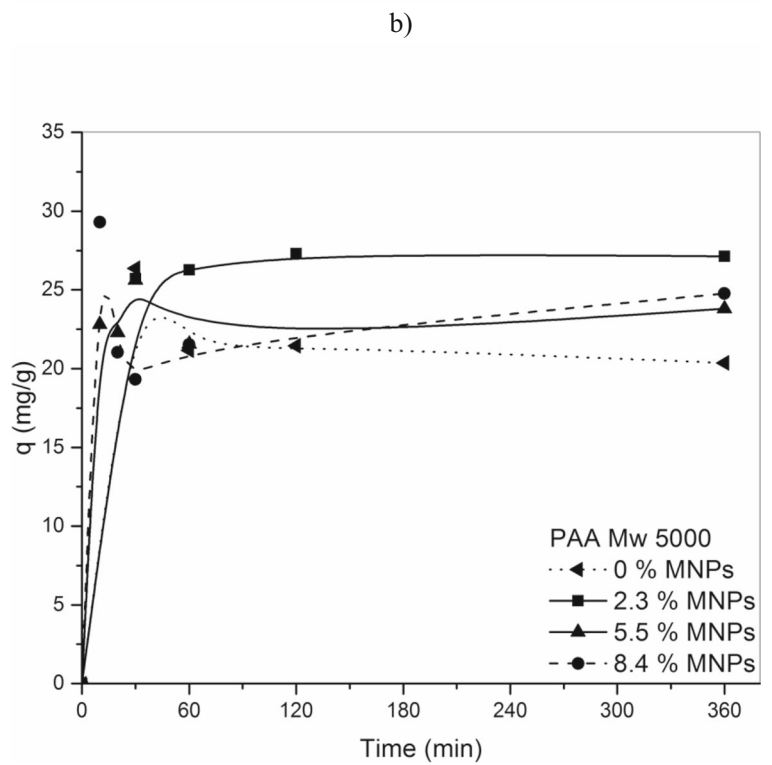 b)
35
30
25
20
15
10
5
0
q (mg/g)
0 60 120 180 240 300 360
Time (min)
PAA Mw 5000
0 % MNPs
2.3 % MNPs
5.5 % MNPs
8.4 % MNPs